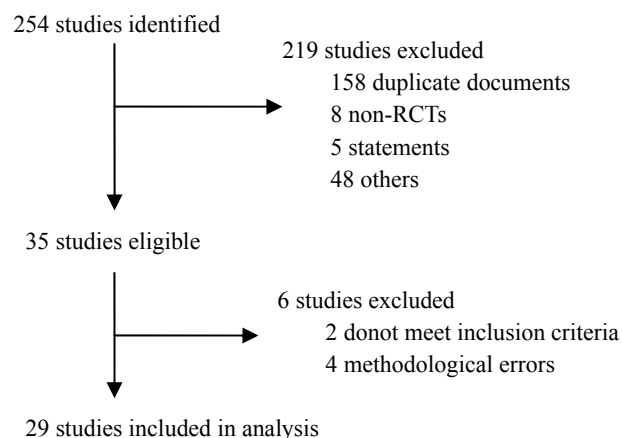 254 studies identified
219 studies excluded
158 duplicate documents
8 non-RCTs
5 statements
48 others
35 studies eligible
6 studies excluded
2 donot meet inclusion criteria
4 methodological errors
29 studies included in analysis